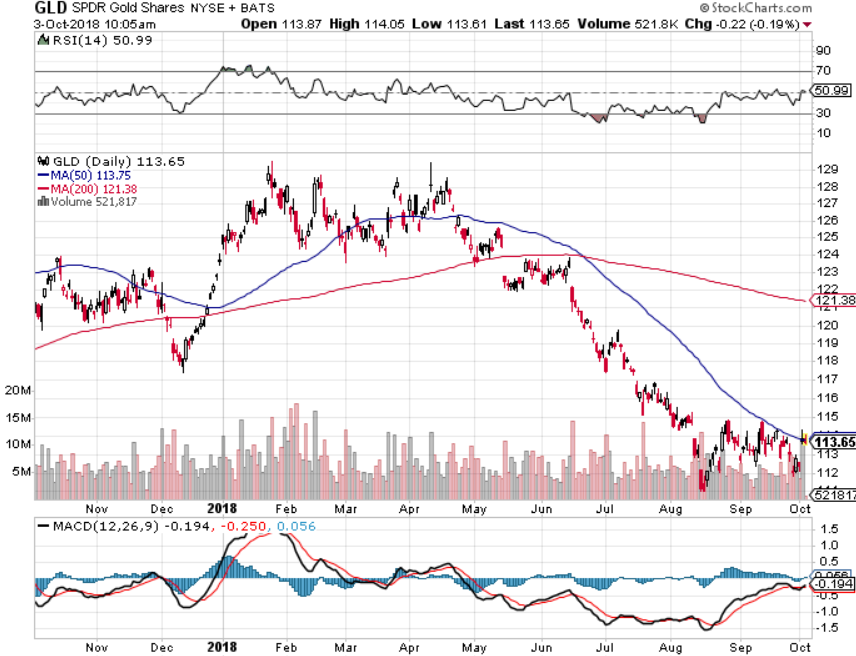 GLD SPDR Gold Shares NYSE + BATS © StockCharts.com
3-Oct-2018 10:05am Open 113.87 High 114.05 Low 113.61 Last 113.65 Volume 521.8K Chg -0.22 (-0.19%)
RSI(14) 50.99
90
70
50.99
30
10
GLD (Daily) 113.65
MA(50) 113.75
MA(200) 121.38
Volume 521,817
129
128
127
126
125
124
123
122
121.38
120
119
118
117
116
115
113.65
113
112
521817
20M
15M
10M
5M
Nov Dec 2018 Feb Mar Apr May Jun Jul Aug Sep Oct
MACD(12,26,9) -0.194, -0.250, 0.056
1.5
1.0
0.5
0.056
-0.194
-0.5
-1.0
-1.5
Nov Dec 2018 Feb Mar Apr May Jun Jul Aug Sep Oct